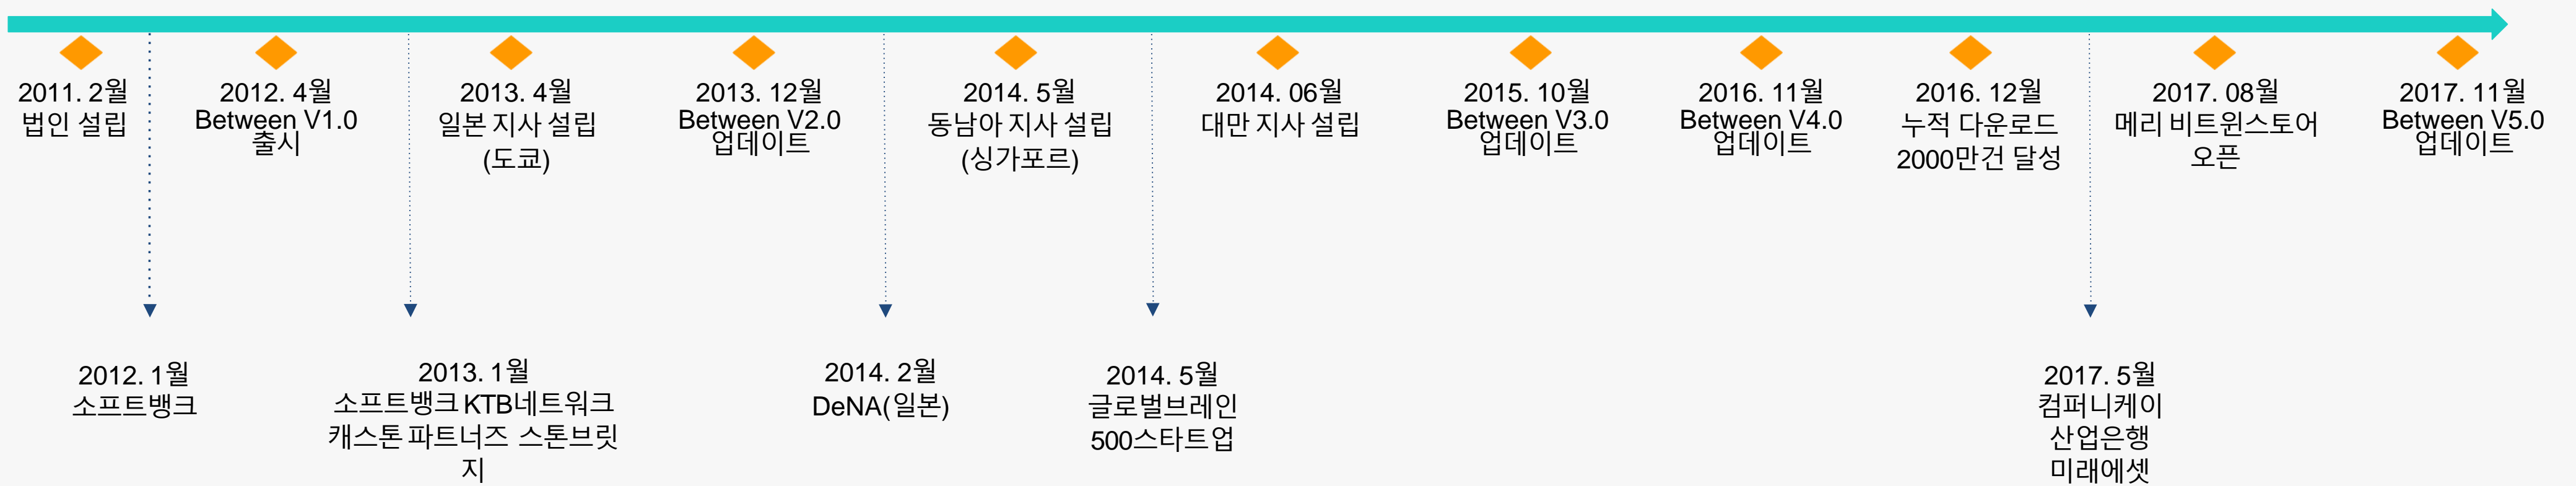 2011. 2월
법인 설립
2012. 4월
Between V1.0
출시
2013. 4월
일본 지사 설립
(도쿄)
2013. 12월
Between V2.0
업데이트
2014. 5월
동남아 지사 설립
(싱가포르)
2014. 06월
대만 지사 설립
2015. 10월
Between V3.0
업데이트
2016. 11월
Between V4.0
업데이트
2016. 12월
누적 다운로드
2000만건 달성
2017. 08월
메리 비트윈스토어
오픈
2017. 11월
Between V5.0
업데이트
2012. 1월
소프트뱅크
2013. 1월
소프트뱅크 KTB네트워크
캐스톤 파트너즈 스톤브릿
지
2014. 2월
DeNA(일본)
2014. 5월
글로벌브레인
500스타트업
2017. 5월
컴퍼니케이
산업은행
미래에셋